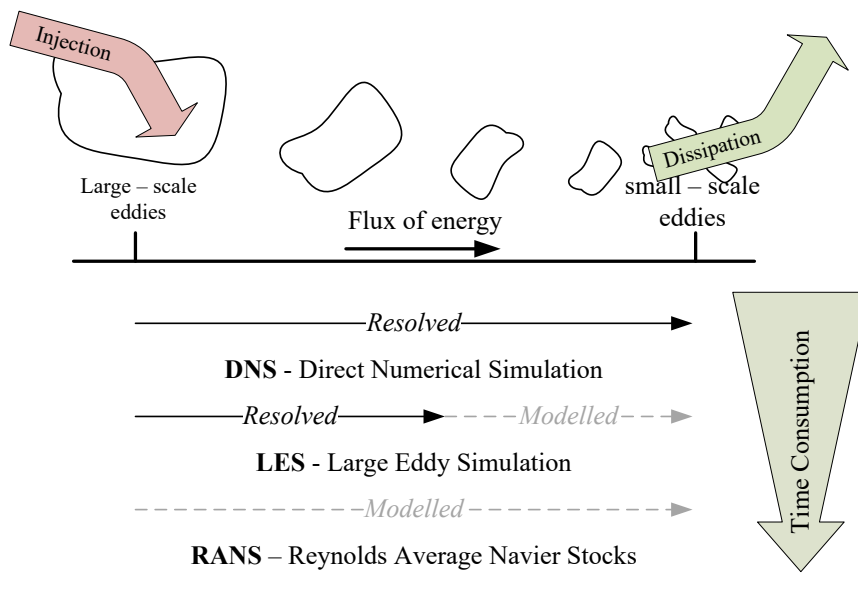 Injection
Dissipation
Large – scale
eddies
small – scale
eddies
Flux of energy
Resolved
DNS - Direct Numerical Simulation
Resolved
Modelled
LES - Large Eddy Simulation
Modelled
RANS – Reynolds Average Navier Stocks
Time Consumption